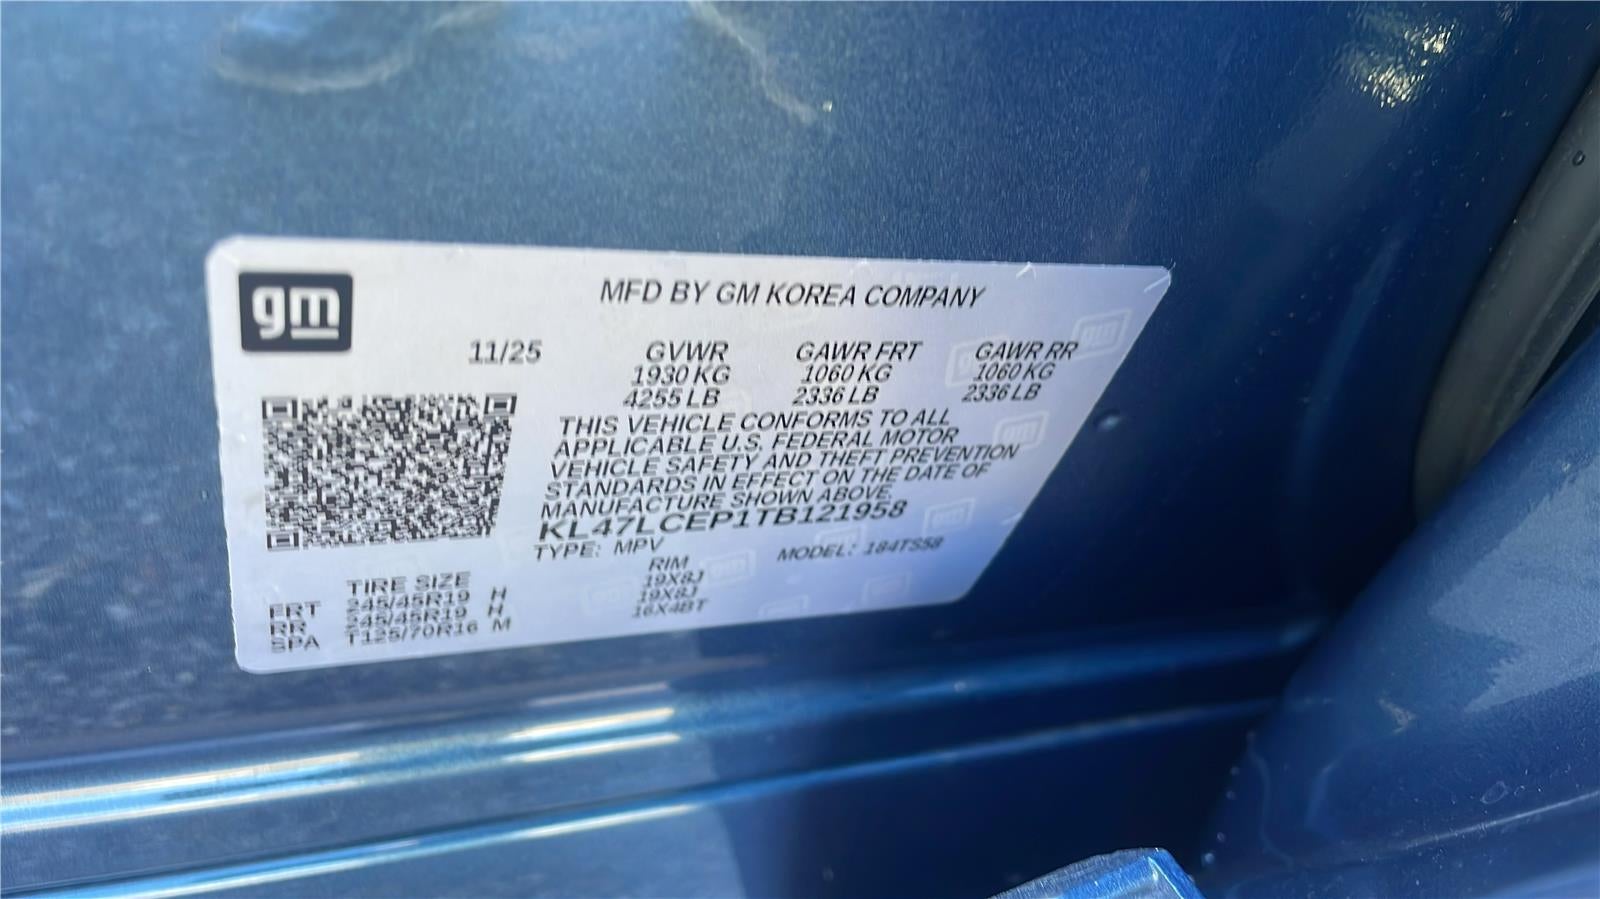 gm
MFD BY GM KOREA COMPANY
11/25 GVWR GAWR FRT GAWR RR
1930 KG 1060 KG 1060 KG
4255 LB 2336 LB 2336 LB
THIS VEHICLE CONFORMS TO ALL
APPLICABLE U.S. FEDERAL MOTOR
VEHICLE SAFETY AND THEFT PREVENTION
STANDARDS IN EFFECT ON THE DATE OF
MANUFACTURE SHOWN ABOVE.
KL47LCEP1TB121958
TYPE: MPV MODEL: 184TS58
TIRE SIZE RIM
FRT 245/45R19 H 19X8J
RR 245/45R19 H 19X8J
SPA T125/70R16 M 16X4BT